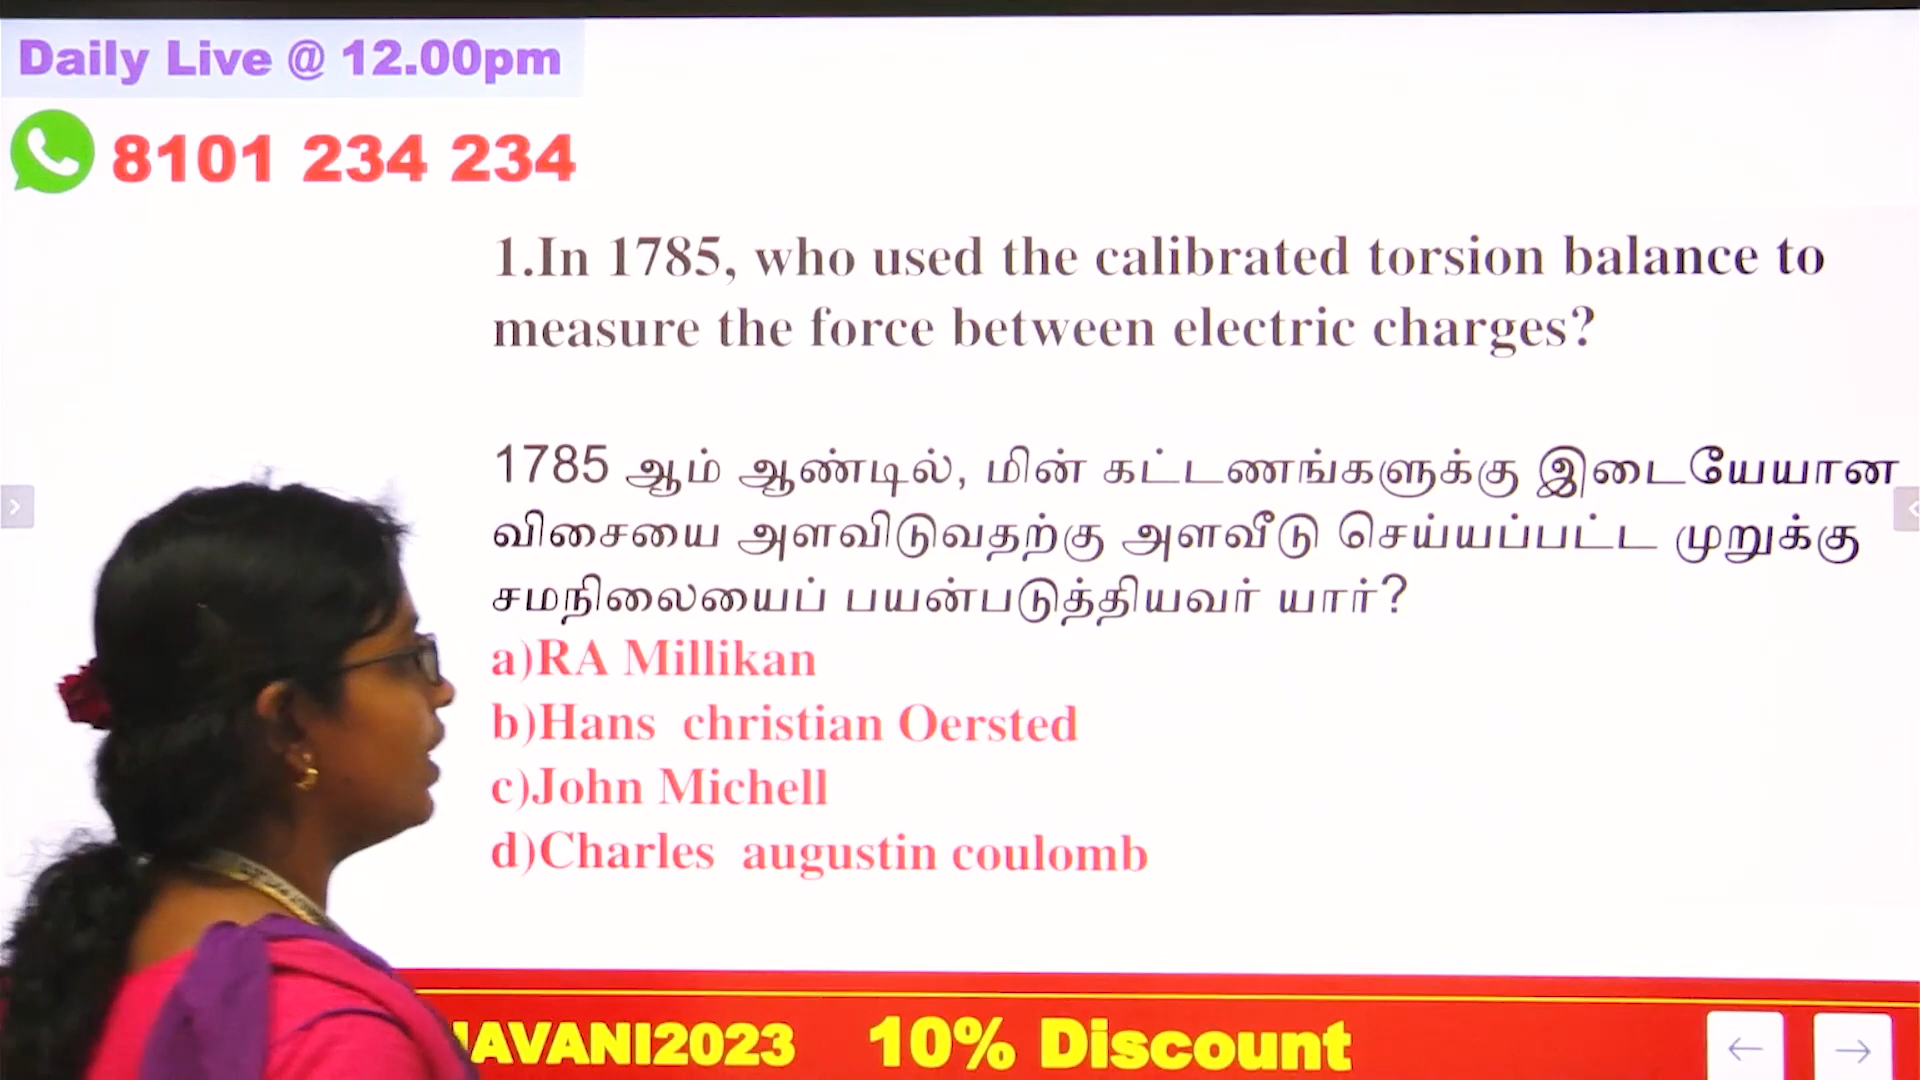 Daily Live @ 12.00pm
8101 234 234
1.In 1785, who used the calibrated torsion balance to
measure the force between electric charges?
1785 ஆம் ஆண்டில், மின் கட்டணங்களுக்கு இடையேயான
விசையை அளவிடுவதற்கு அளவீடு செய்யப்பட்ட முறுக்கு
சமநிலையைப் பயன்படுத்தியவர் யார்?
a)RA Millikan
b)Hans christian Oersted
c)John Michell
d)Charles augustin coulomb
AVANI2023 10% Discount